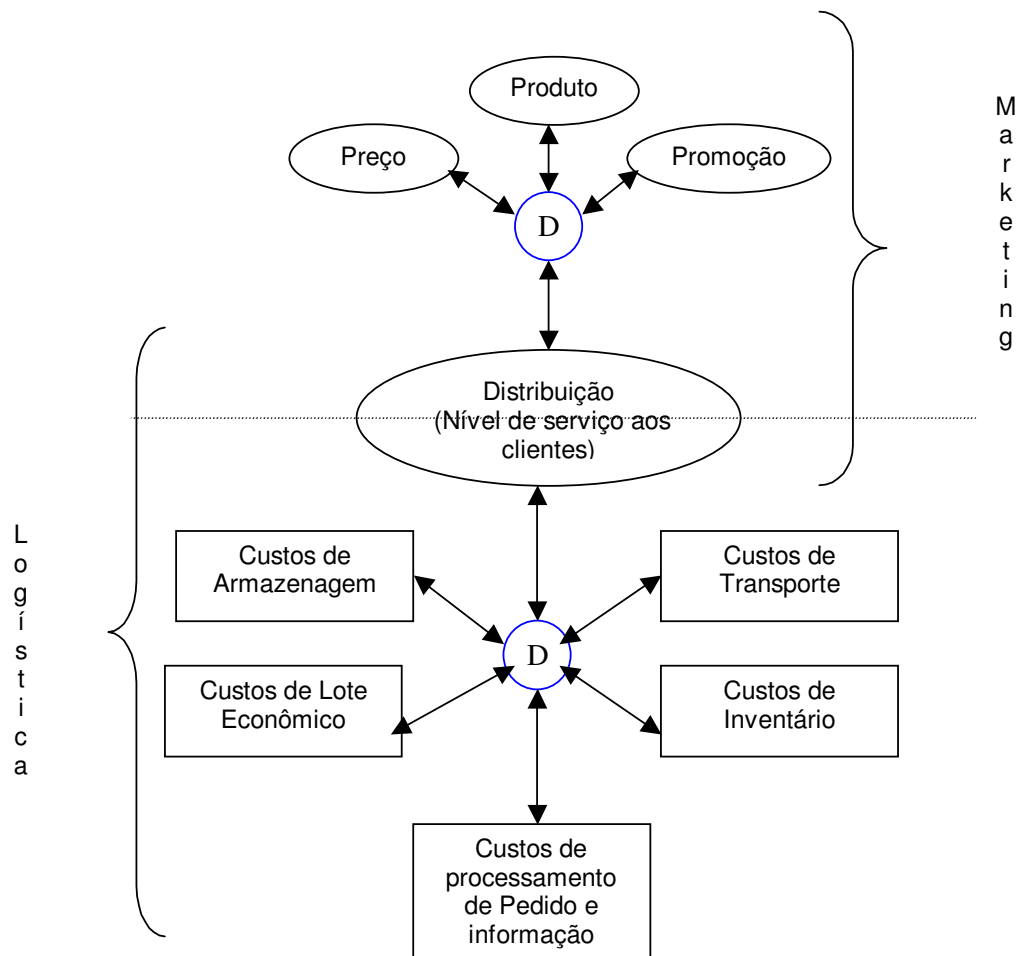 Produto
Preço
Promoção
D
Marketing
Distribuição
(Nível de serviço aos
clientes)
Logística
Custos de
Armazenagem
Custos de
Transporte
D
Custos de Lote
Econômico
Custos de
Inventário
Custos de
processamento
de Pedido e
informação